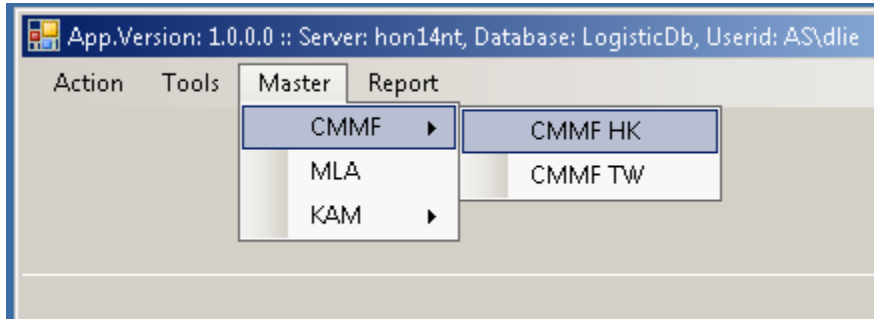 App.Version: 1.0.0.0 :: Server: hon14nt, Database: LogisticDb, Userid: AS\dlie
Action Tools Master Report
CMMF CMMF HK
MLA CMMF TW
KAM